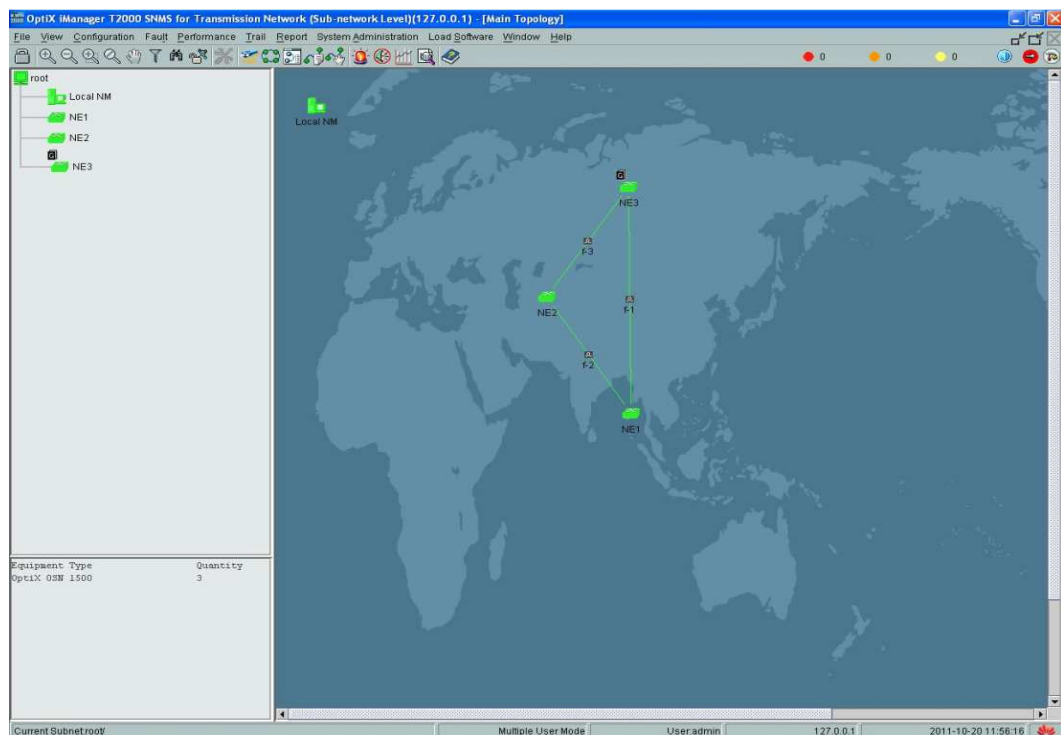 OptiX iManager T2000 SNMS for Transmission Network (Sub-network Level)(127.0.0.1) - [Main Topology]
File View Configuration Fault Performance Trail Report System Administration Load Software Window Help
0 0 0
root
Local NM
NE1
NE2
G
NE3
Local NM
G
NE3
A
f-3
NE2
A
f-1
A
f-2
NE1
Equipment Type Quantity
OptiX OSN 1500 3
Current Subnet:root/ Multiple User Mode User:admin 127.0.0.1 2011-10-20 11:56:16